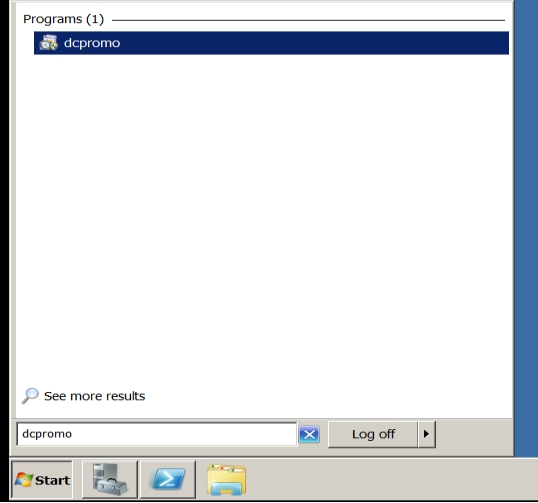 Programs (1)
dcpromo
See more results
dcpromo
Log off
Start